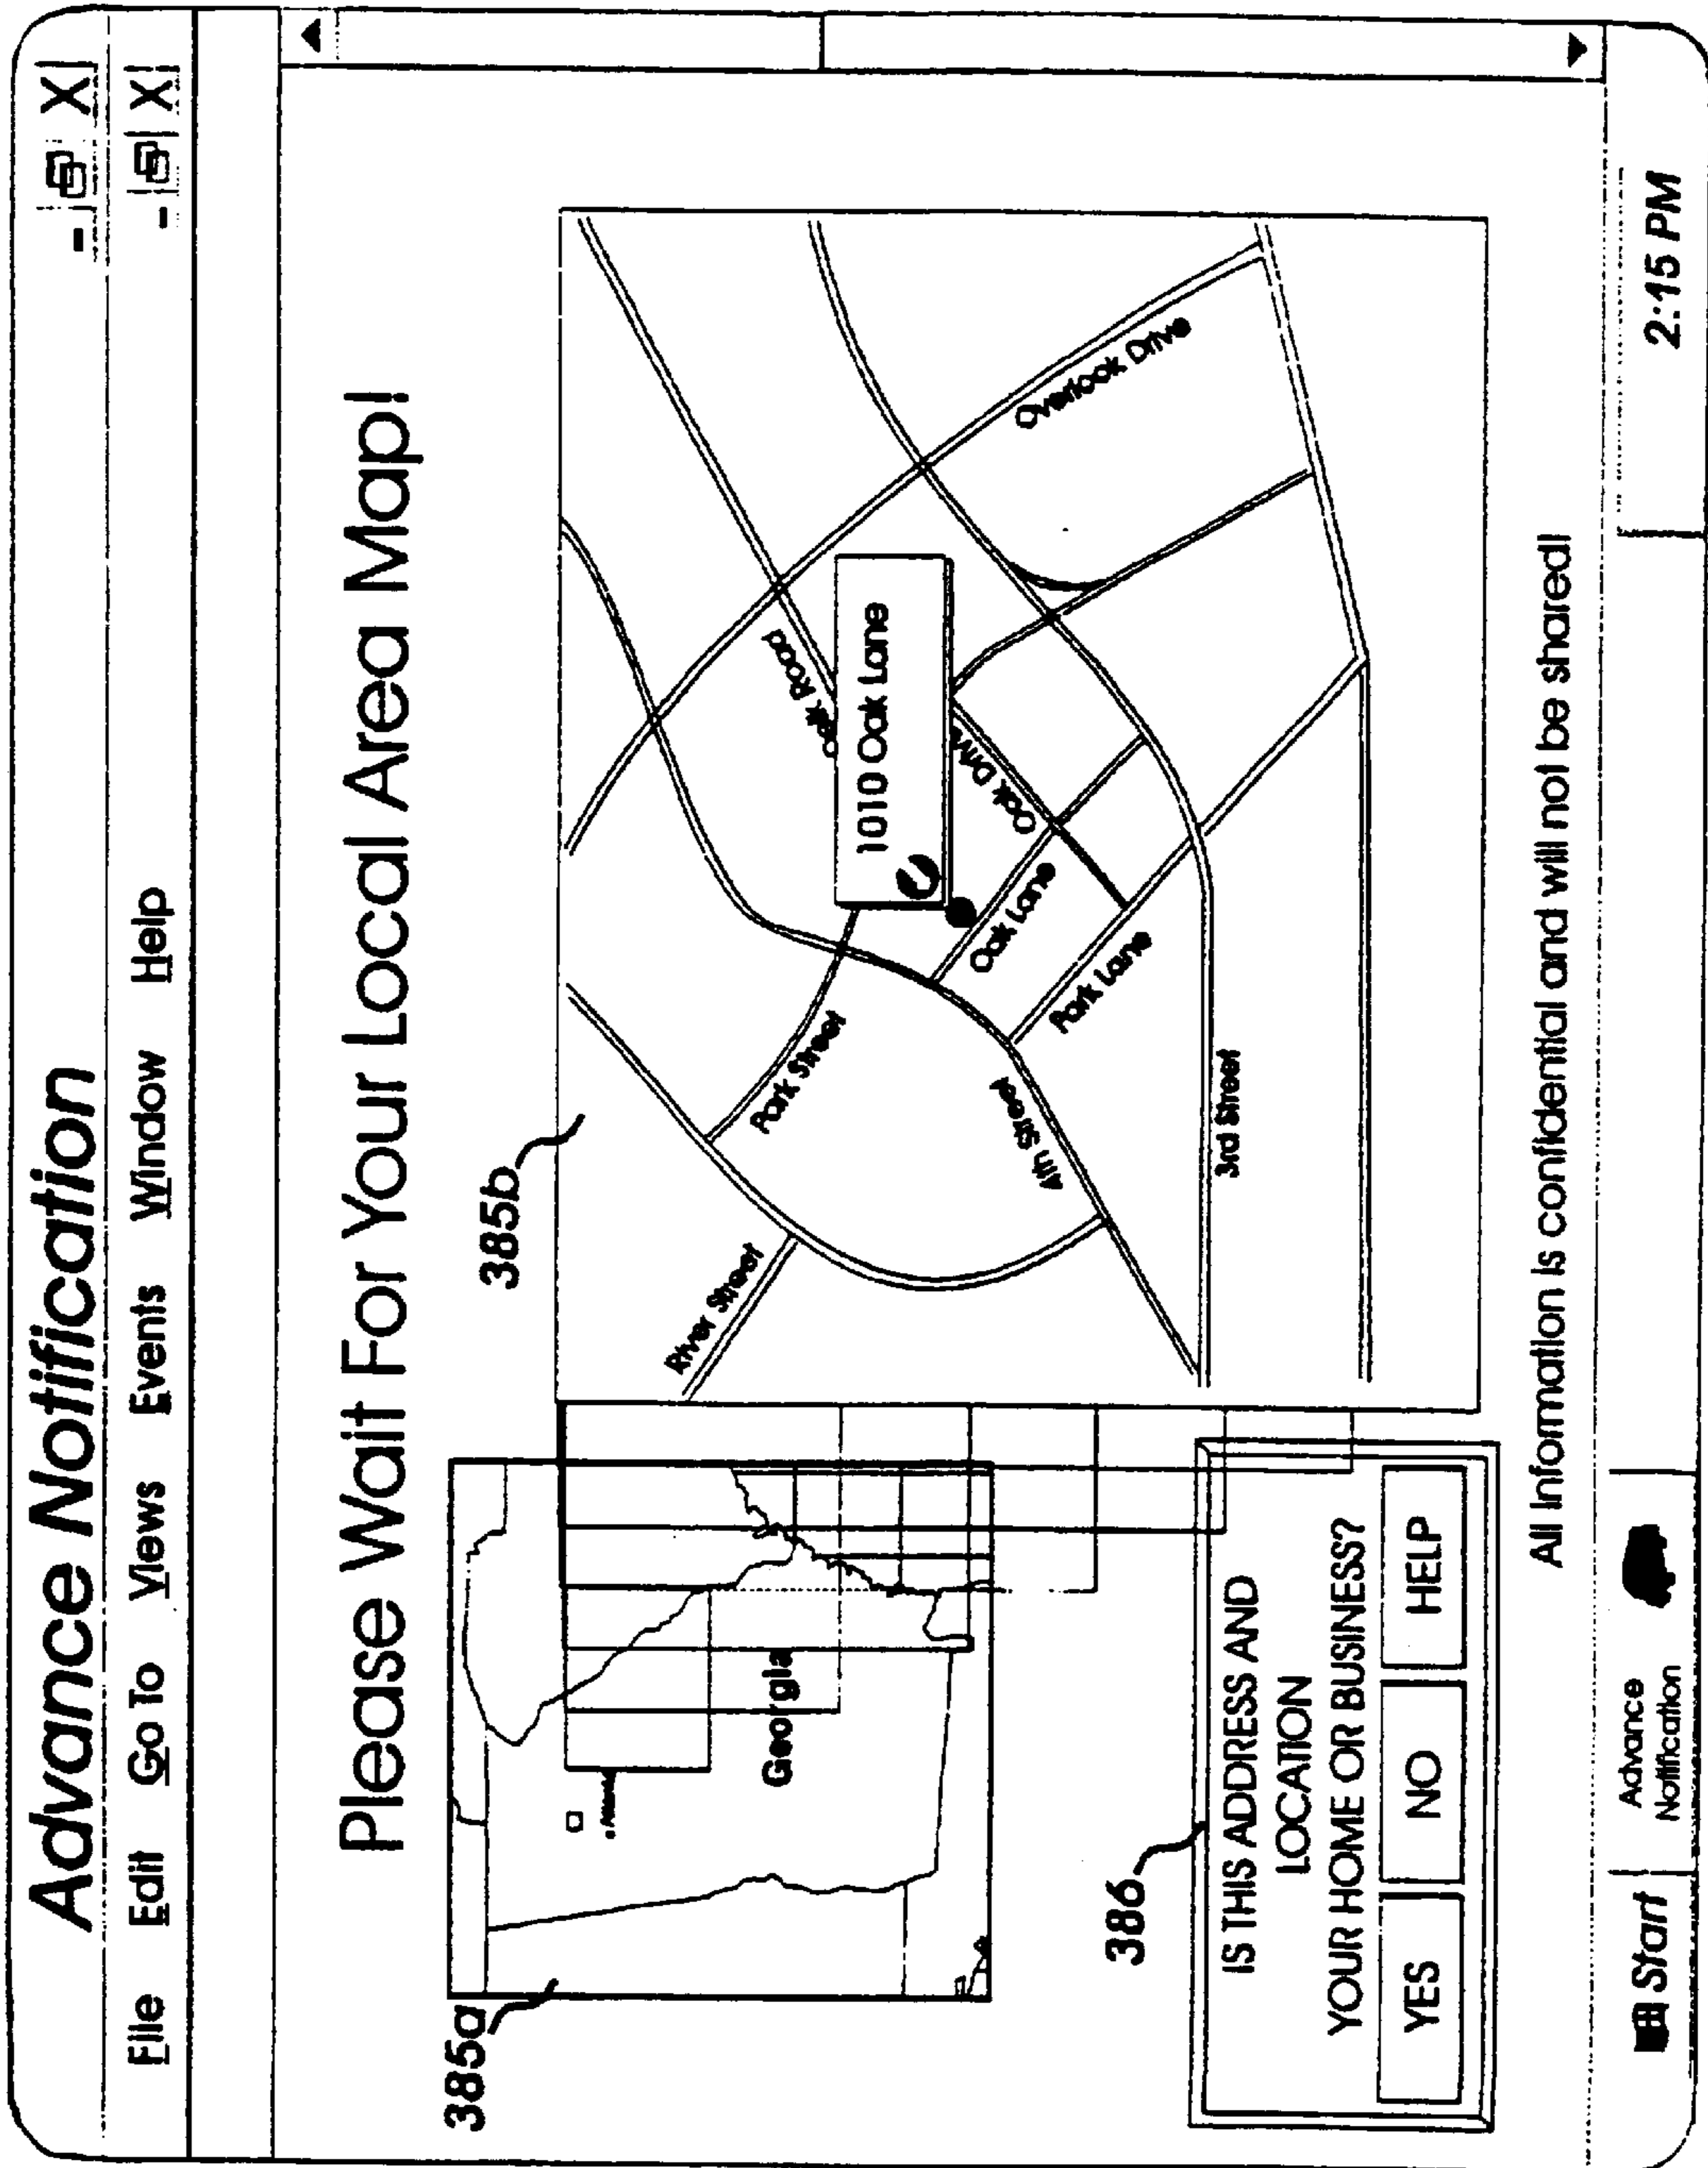 Advance Notification
File Edit Go To Views Events Window Help
Please Wait For Your Local Area Map!
385a
385b
Georgia
River Street
Park Street
4th Street
3rd Street
Park Lane
Oak Lane
Oak Drive
1010 Oak Lane
Oak Road
Overlook Drive
386
IS THIS ADDRESS AND
LOCATION
YOUR HOME OR BUSINESS?
YES NO HELP
All Information is confidential and will not be shared!
Start
Advance
Notification
2:15 PM